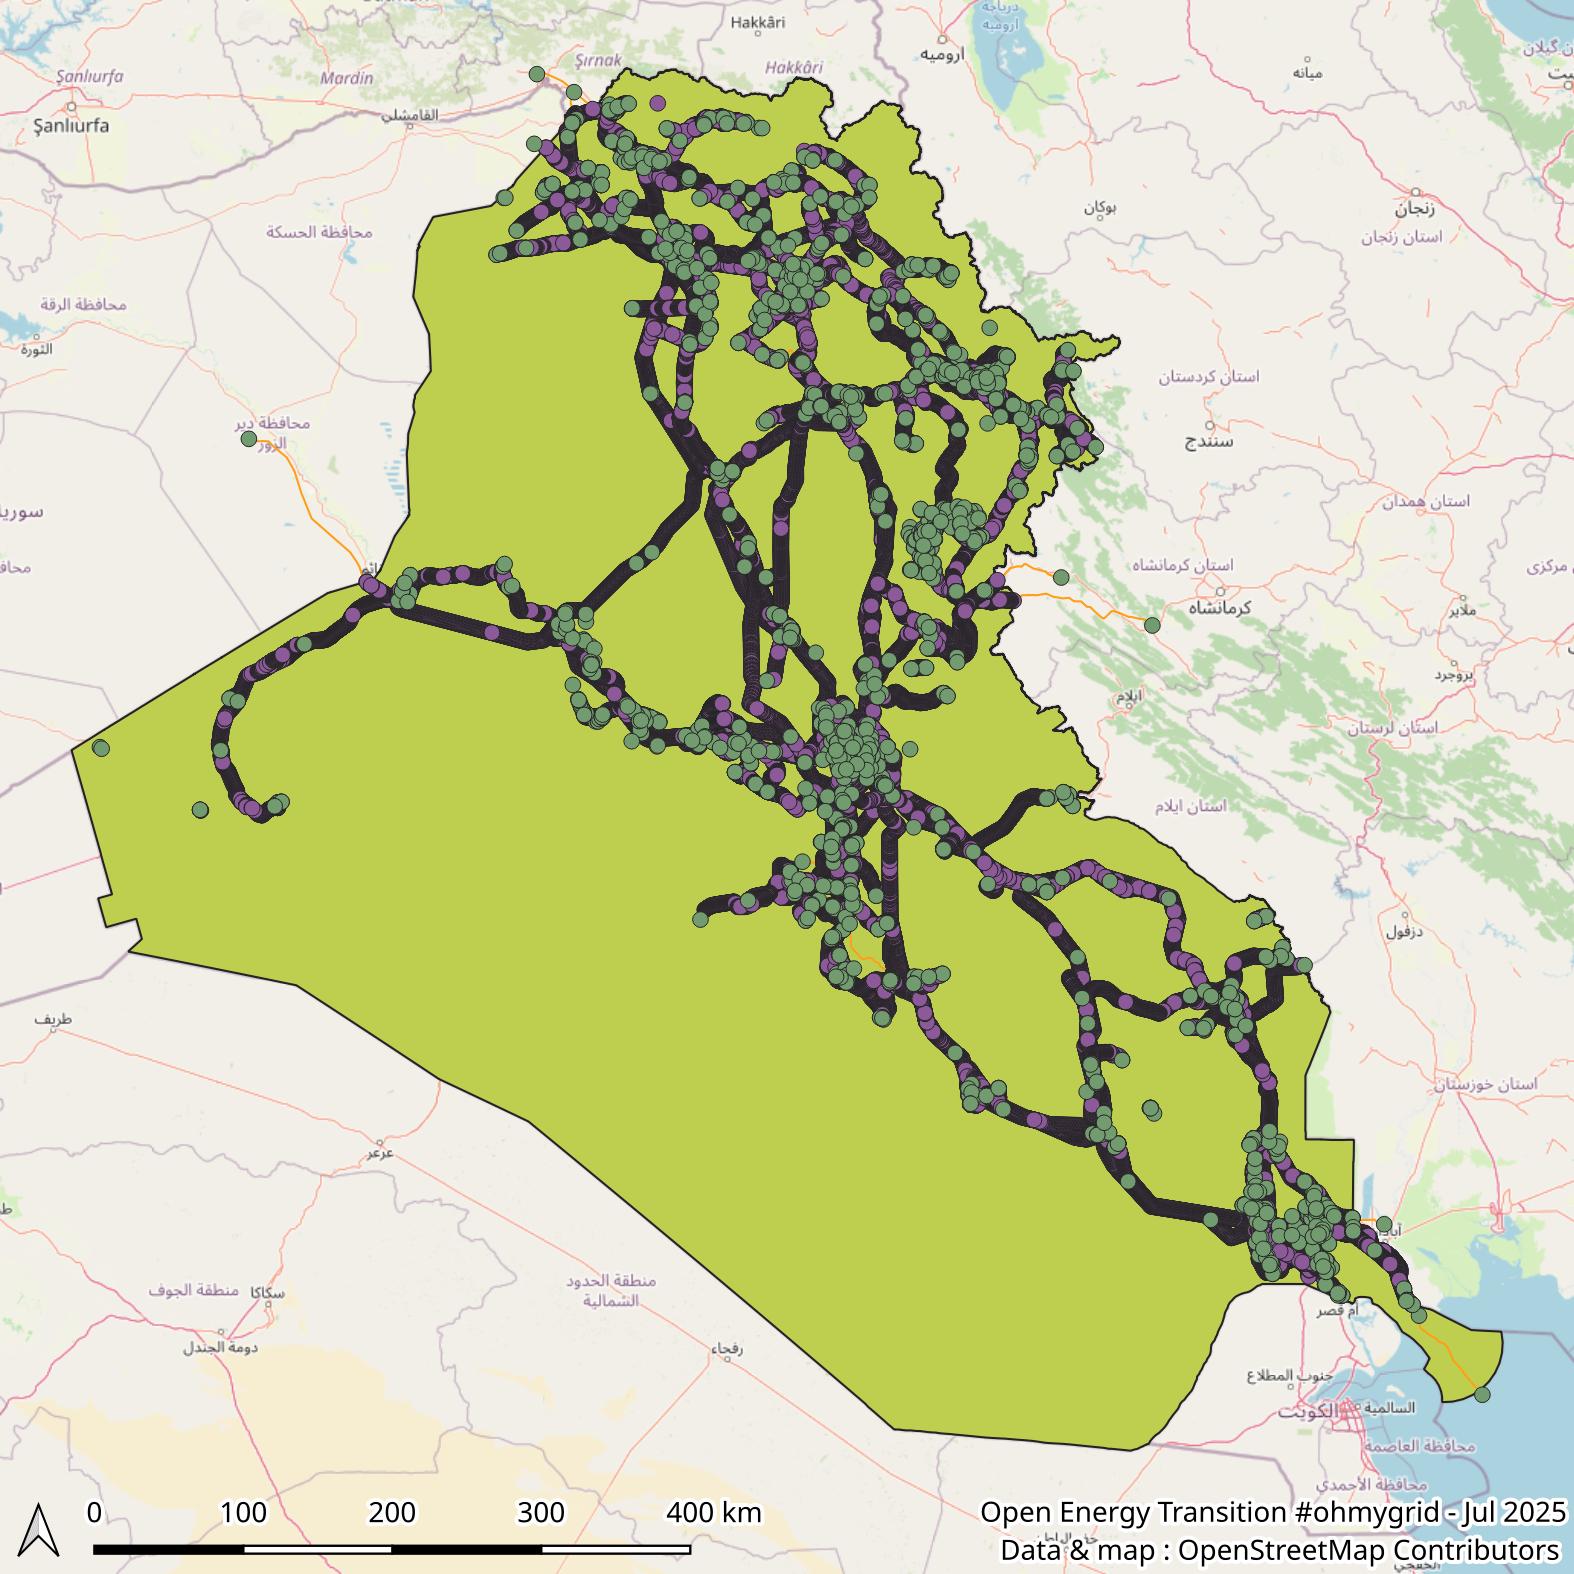 Hakkâri
دریاچه
ارومیه
ارومیه
Şırnak
Hakkâri
Şanlıurfa
Mardin
میانه
القامشلي
Şanlıurfa
بوکان
زنجان
محافظة الحسكة
استان زنجان
محافظة الرقة
الثورة
استان کردستان
محافظة دير
الزور
سنندج
استان همدان
استان کرمانشاه
کرمانشاه
ملایر
بروجرد
ایلام
استان لرستان
استان ایلام
دزفول
طريف
استان خوزستان
عرعر
منطقة الجوف
سكاكا
منطقة الحدود
الشمالية
أم قصر
دومة الجندل
رفحاء
جنوب المطلاع
الكويت
السالمية
محافظة العاصمة
محافظة الأحمدي
0 100 200 300 400 km
Open Energy Transition #ohmygrid - Jul 2025
Data & map : OpenStreetMap Contributors